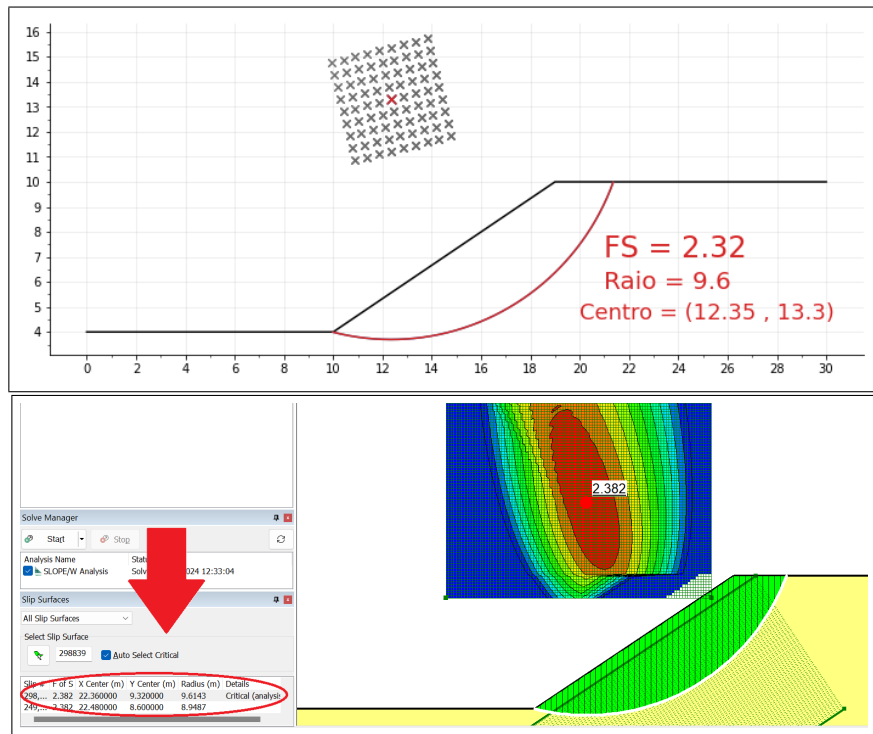 16
15
14
13
12
11
10
9
8
7
6
5
4
FS = 2.32
Raio = 9.6
Centro = (12.35 , 13.3)
0 2 4 6 8 10 12 14 16 18 20 22 24 26 28 30
2.382
Solve Manager
Start Stop
Analysis Name
SLOPE/W Analysis 2024 12:33:04
Slip Surfaces
All Slip Surfaces
Select Slip Surface
298839 Auto Select Critical
F of S X Center (m) Y Center (m) Radius (m) Details
298,... 2.382 22.360000 9.320000 9.6143 Critical (analysis
249,... 2.382 22.480000 8.600000 8.9487